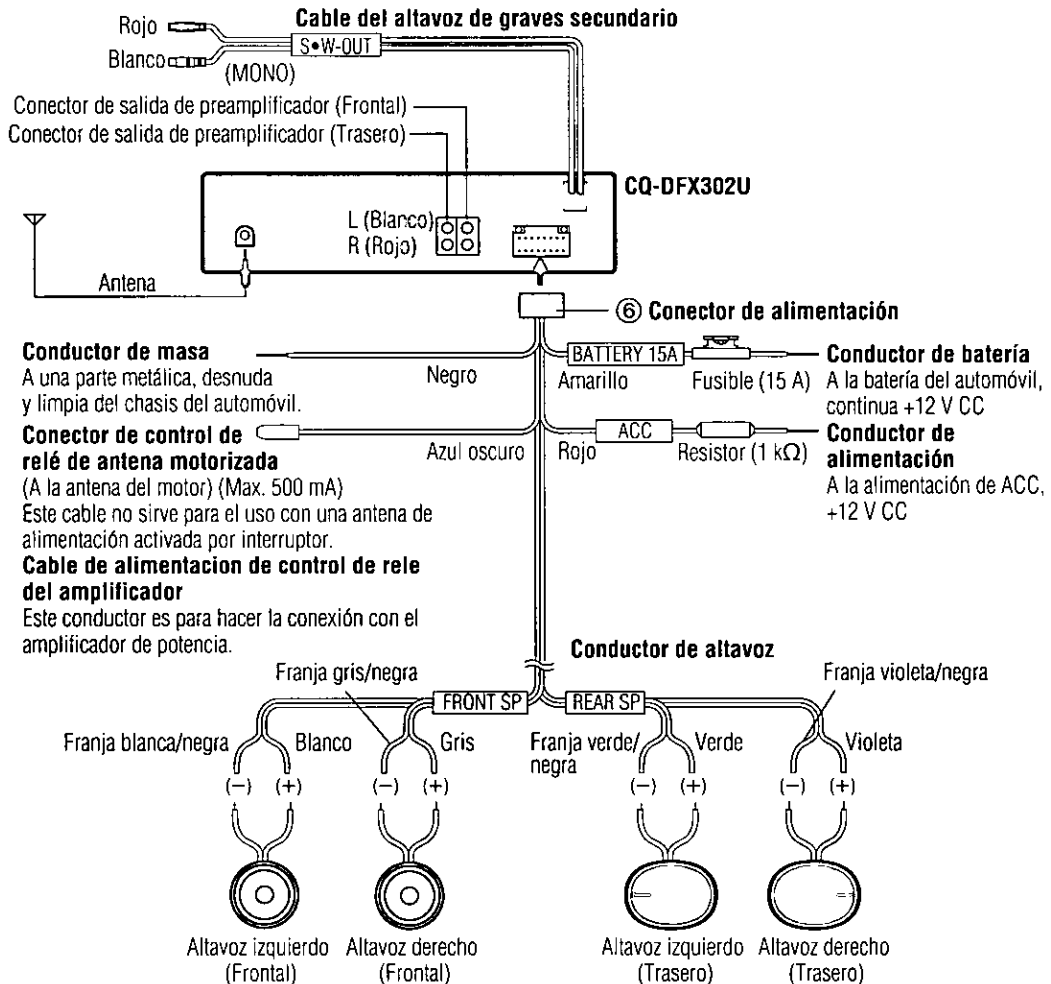 Cable del altavoz de graves secundario
Rojo
S•W-OUT
Blanco
(MONO)
Conector de salida de preamplificador (Frontal)
Conector de salida de preamplificador (Trasero)
CQ-DFX302U
L (Blanco)
R (Rojo)
Antena
⑥ Conector de alimentación
Conductor de masa
A una parte metálica, desnuda
y limpia del chasis del automóvil.
Negro
BATTERY 15A
Amarillo
Fusible (15 A)
Conductor de batería
A la batería del automóvil,
continua +12 V CC
Conector de control de
relé de antena motorizada
(A la antena del motor) (Max. 500 mA)
Este cable no sirve para el uso con una antena de
alimentación activada por interruptor.
Azul oscuro
Rojo
ACC
Resistor (1 kΩ)
Conductor de
alimentación
A la alimentación de ACC,
+12 V CC
Cable de alimentacion de control de rele
del amplificador
Este conductor es para hacer la conexión con el
amplificador de potencia.
Conductor de altavoz
Franja gris/negra
FRONT SP
REAR SP
Franja violeta/negra
Franja blanca/negra
Blanco
Gris
Franja verde/
negra
Verde
Violeta
(−) (+) (−) (+) (−) (+) (−) (+)
Altavoz izquierdo
(Frontal)
Altavoz derecho
(Frontal)
Altavoz izquierdo
(Trasero)
Altavoz derecho
(Trasero)